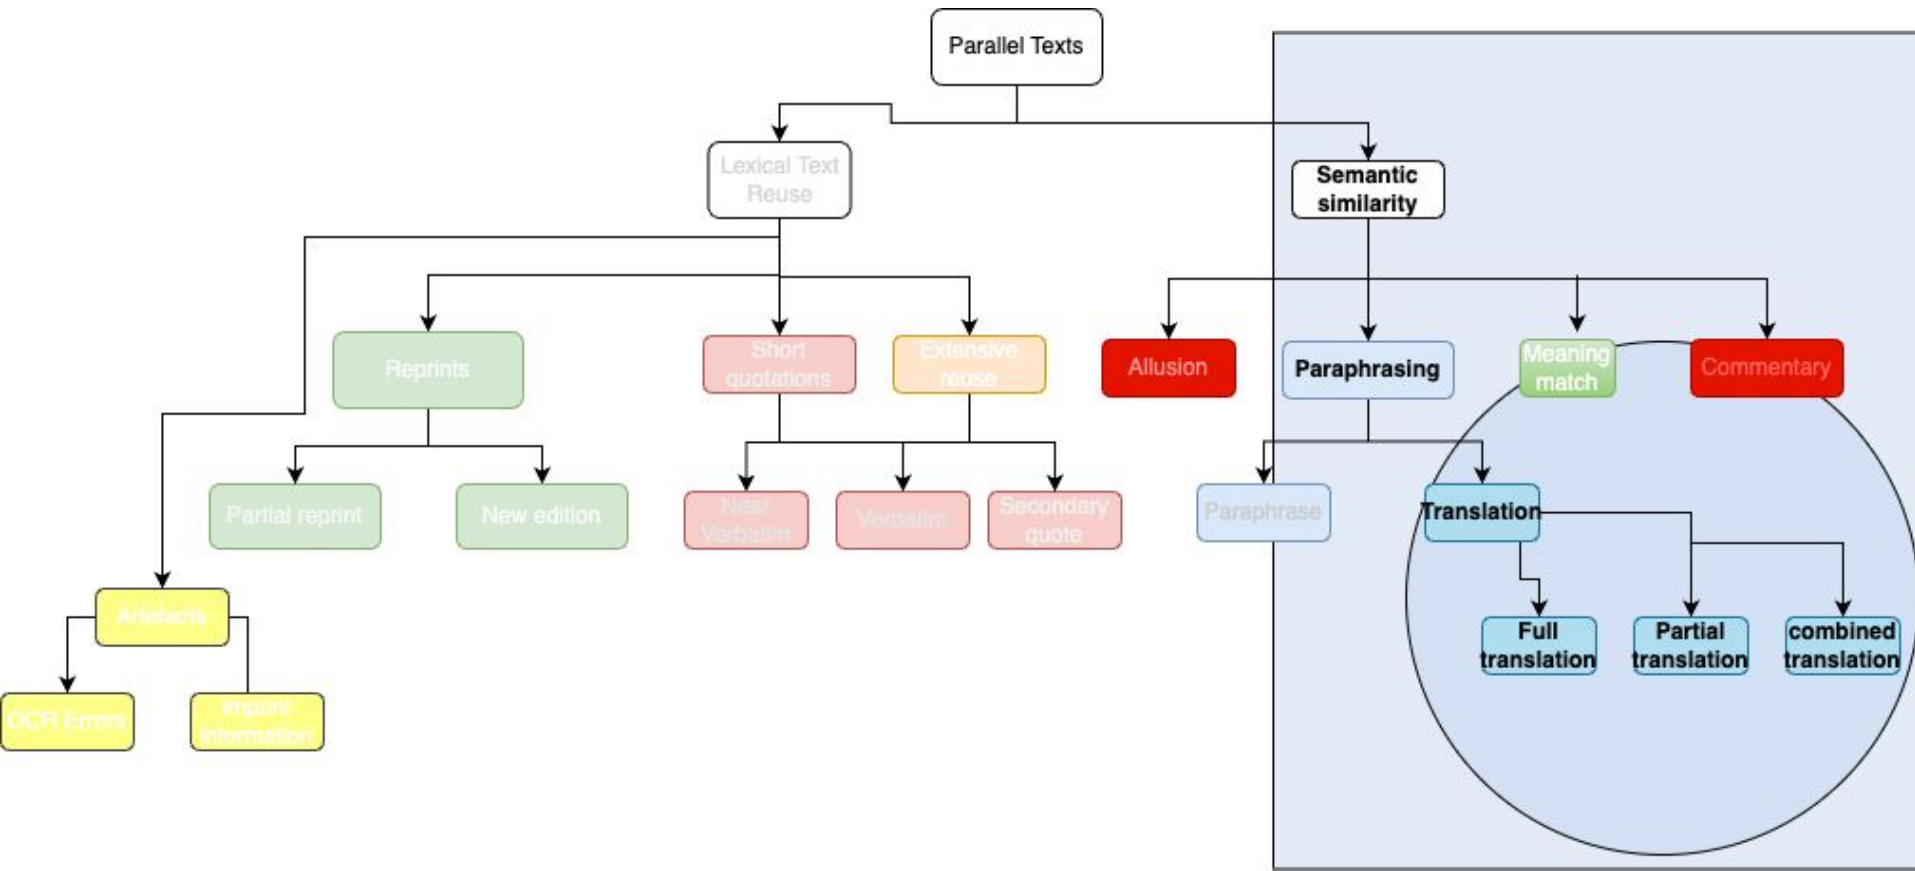 Parallel Texts
Lexical Text
Reuse
Semantic
similarity
Reprints
Short
quotations
Extensive
reuse
Allusion
Paraphrasing
Meaning
match
Commentary
Partial reprint
New edition
Near
Verbatim
Verbatim
Secondary
quote
Paraphrase
Translation
Artefacts
Full
translation
Partial
translation
combined
translation
OCR Errors
Imprint
Information